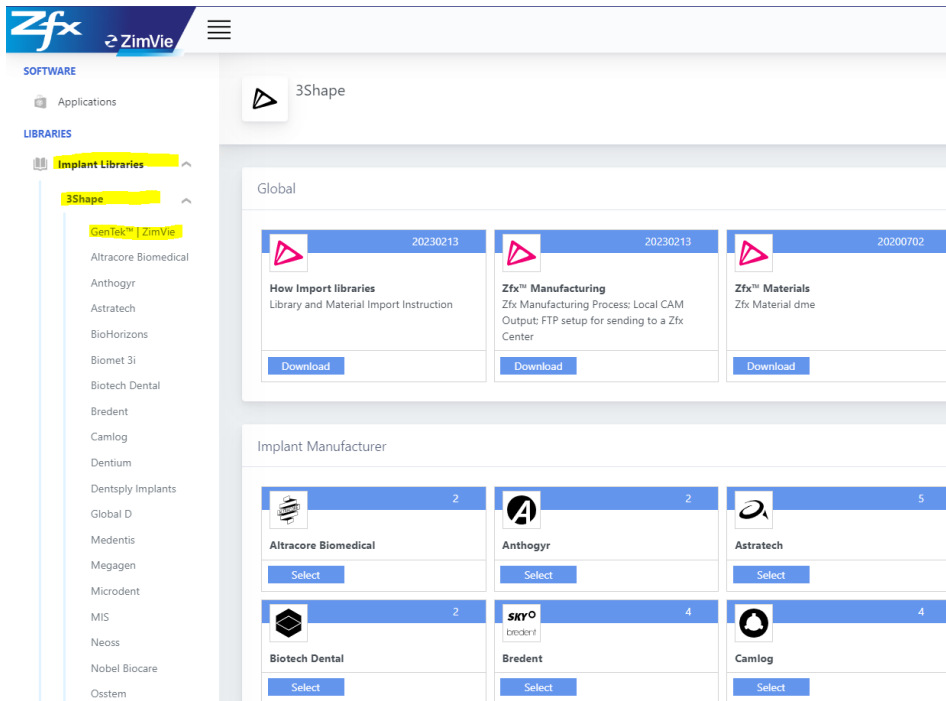 Zfx
ZimVie
SOFTWARE
Applications
LIBRARIES
Implant Libraries
3Shape
GenTek™ | ZimVie
Altracore Biomedical
Anthogyr
Astratech
BioHorizons
Biomet 3i
Biotech Dental
Bredent
Camlog
Dentium
Dentsply Implants
Global D
Medentis
Megagen
Microdent
MIS
Neoss
Nobel Biocare
Osstem
3Shape
Global
20230213
How Import libraries
Library and Material Import Instruction
Download
20230213
Zfx™ Manufacturing
Zfx Manufacturing Process; Local CAM
Output; FTP setup for sending to a Zfx
Center
Download
20200702
Zfx™ Materials
Zfx Material dme
Download
Implant Manufacturer
2
Altracore Biomedical
Select
2
Anthogyr
Select
5
Astratech
Select
2
Biotech Dental
Select
SKY
bredent
4
Bredent
Select
4
Camlog
Select